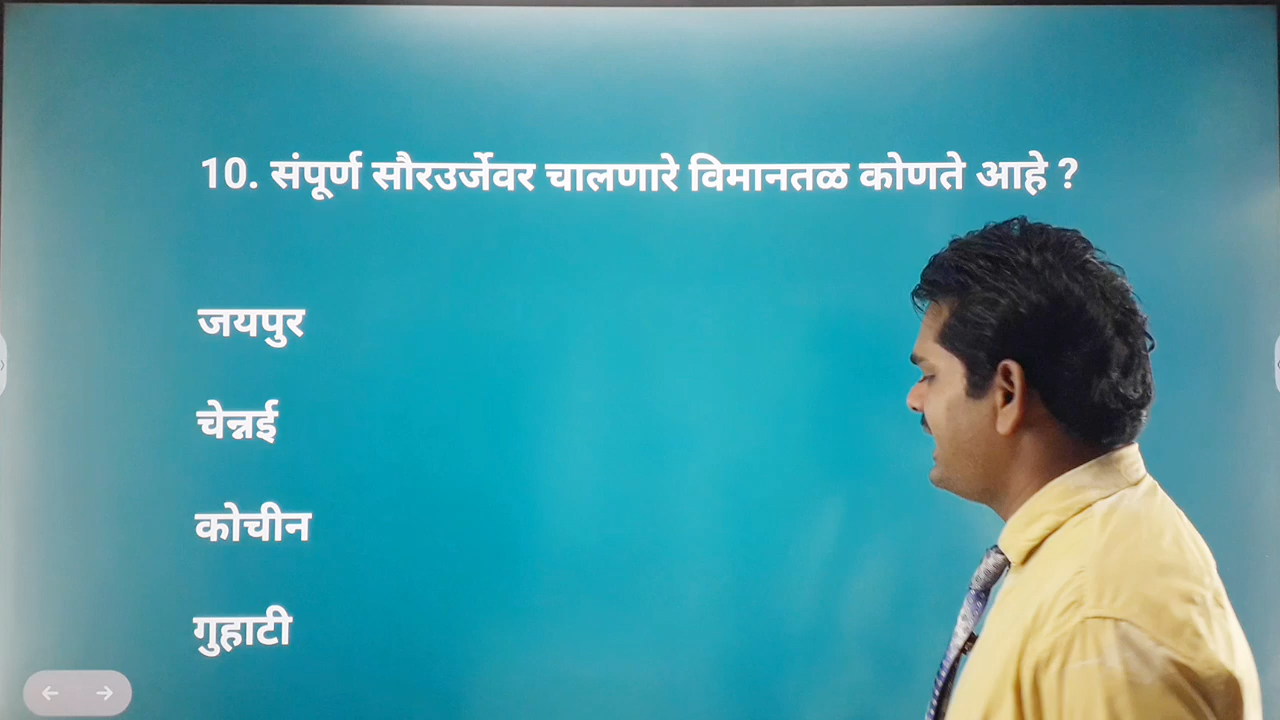 10. संपूर्ण सौरउर्जेवर चालणारे विमानतळ कोणते आहे ?
जयपुर
चेन्नई
कोचीन
गुहाटी